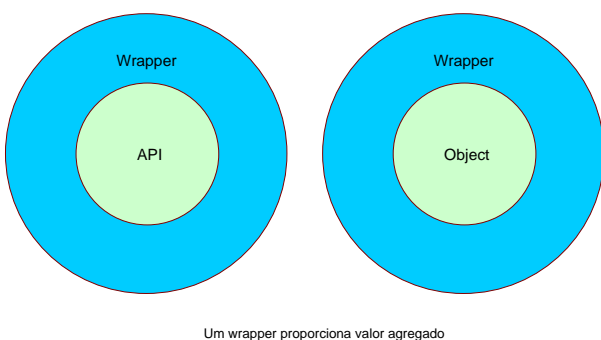 Wrapper
API
Wrapper
Object
Um wrapper proporciona valor agregado